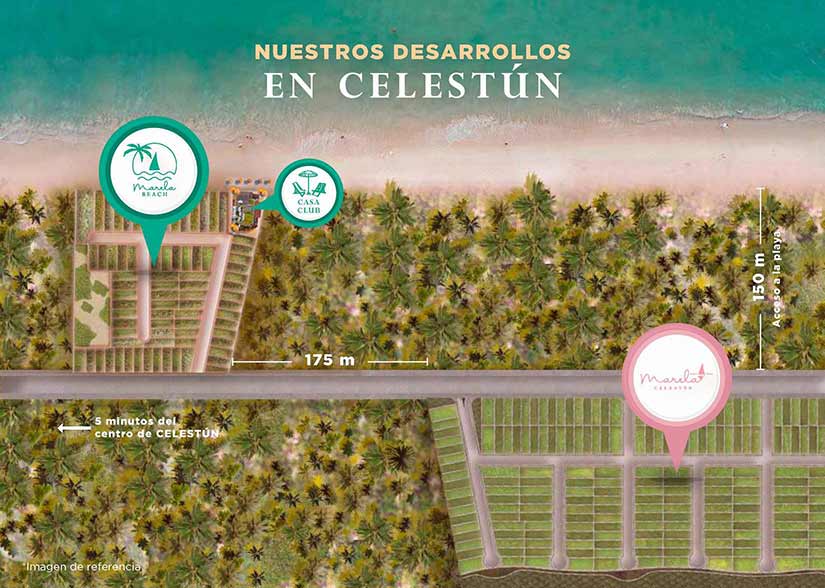 NUESTROS DESARROLLOS
EN CELESTÚN
Marela
BEACH
CASA
CLUB
150 m
Acceso a la playa
175 m
Marela
CELESTÚN
5 minutos del
centro de CELESTÚN
*Imagen de referencia